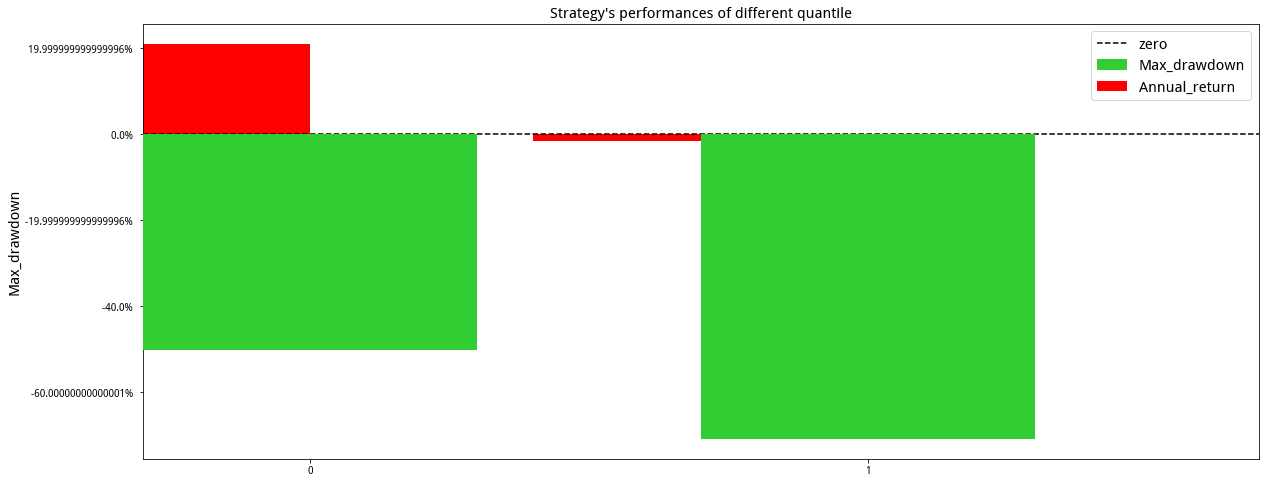 Strategy's performances of different quantile
zero
Max_drawdown
Annual_return
19.999999999999996%
0.0%
-19.999999999999996%
-40.0%
-60.00000000000001%
Max_drawdown
0
1